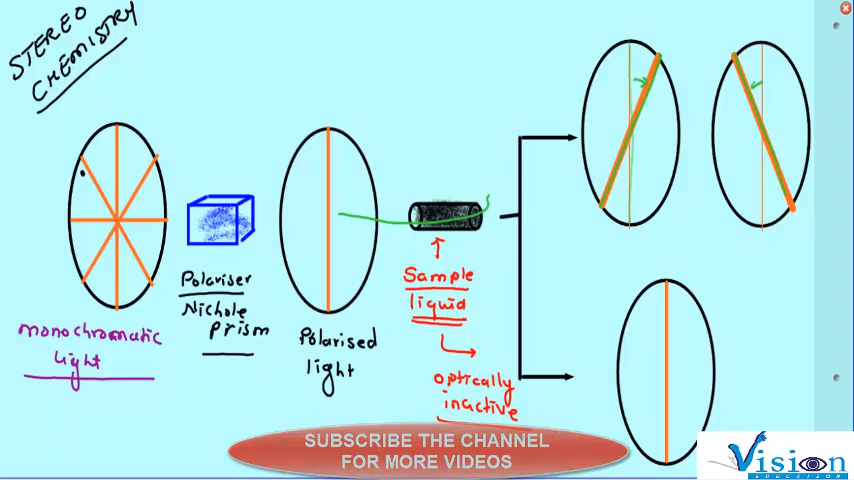 STEREO
CHEMISTRY
monochromatic
light
Polariser
Nichole
Prism
Polarised
light
Sample
liquid
optically
inactive
SUBSCRIBE THE CHANNEL
FOR MORE VIDEOS
Vision